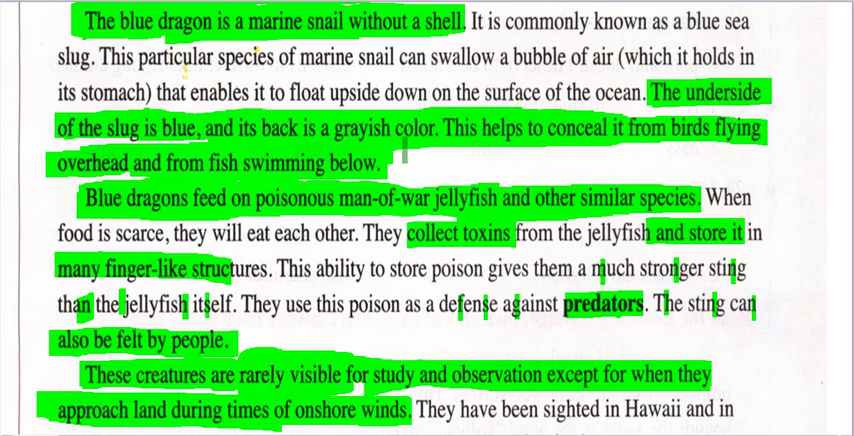 The blue dragon is a marine snail without a shell. It is commonly known as a blue sea
slug. This particular species of marine snail can swallow a bubble of air (which it holds in
its stomach) that enables it to float upside down on the surface of the ocean. The underside
of the slug is blue, and its back is a grayish color. This helps to conceal it from birds flying
overhead and from fish swimming below.
Blue dragons feed on poisonous man-of-war jellyfish and other similar species. When
food is scarce, they will eat each other. They collect toxins from the jellyfish and store it in
many finger-like structures. This ability to store poison gives them a much stronger sting
than the jellyfish itself. They use this poison as a defense against predators. The sting can
also be felt by people.
These creatures are rarely visible for study and observation except for when they
approach land during times of onshore winds. They have been sighted in Hawaii and in